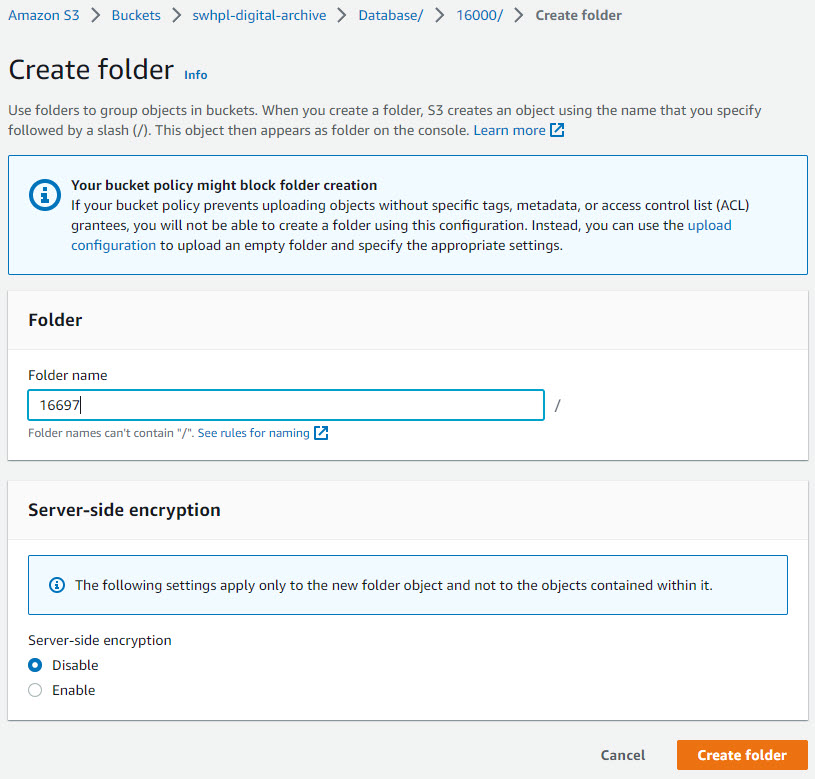 Amazon S3 > Buckets > swhpl-digital-archive > Database/ > 16000/ > Create folder
Create folder Info
Use folders to group objects in buckets. When you create a folder, S3 creates an object using the name that you specify
followed by a slash (/). This object then appears as folder on the console. Learn more
Your bucket policy might block folder creation
If your bucket policy prevents uploading objects without specific tags, metadata, or access control list (ACL)
grantees, you will not be able to create a folder using this configuration. Instead, you can use the upload
configuration to upload an empty folder and specify the appropriate settings.
Folder
Folder name
16697 /
Folder names can't contain "/". See rules for naming
Server-side encryption
The following settings apply only to the new folder object and not to the objects contained within it.
Server-side encryption
Disable
Enable
Cancel Create folder